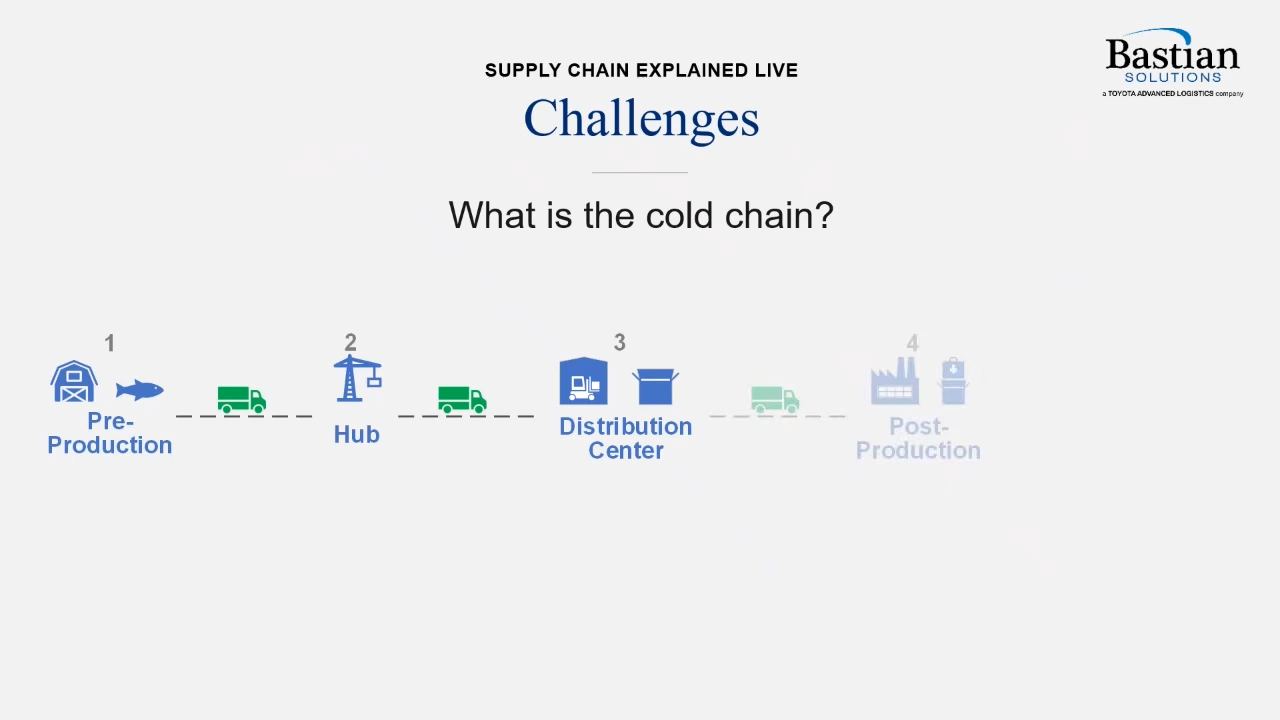 Bastian
SOLUTIONS
a TOYOTA ADVANCED LOGISTICS company
SUPPLY CHAIN EXPLAINED LIVE
Challenges
What is the cold chain?
1
Pre-
Production
2
Hub
3
Distribution
Center
4
Post-
Production